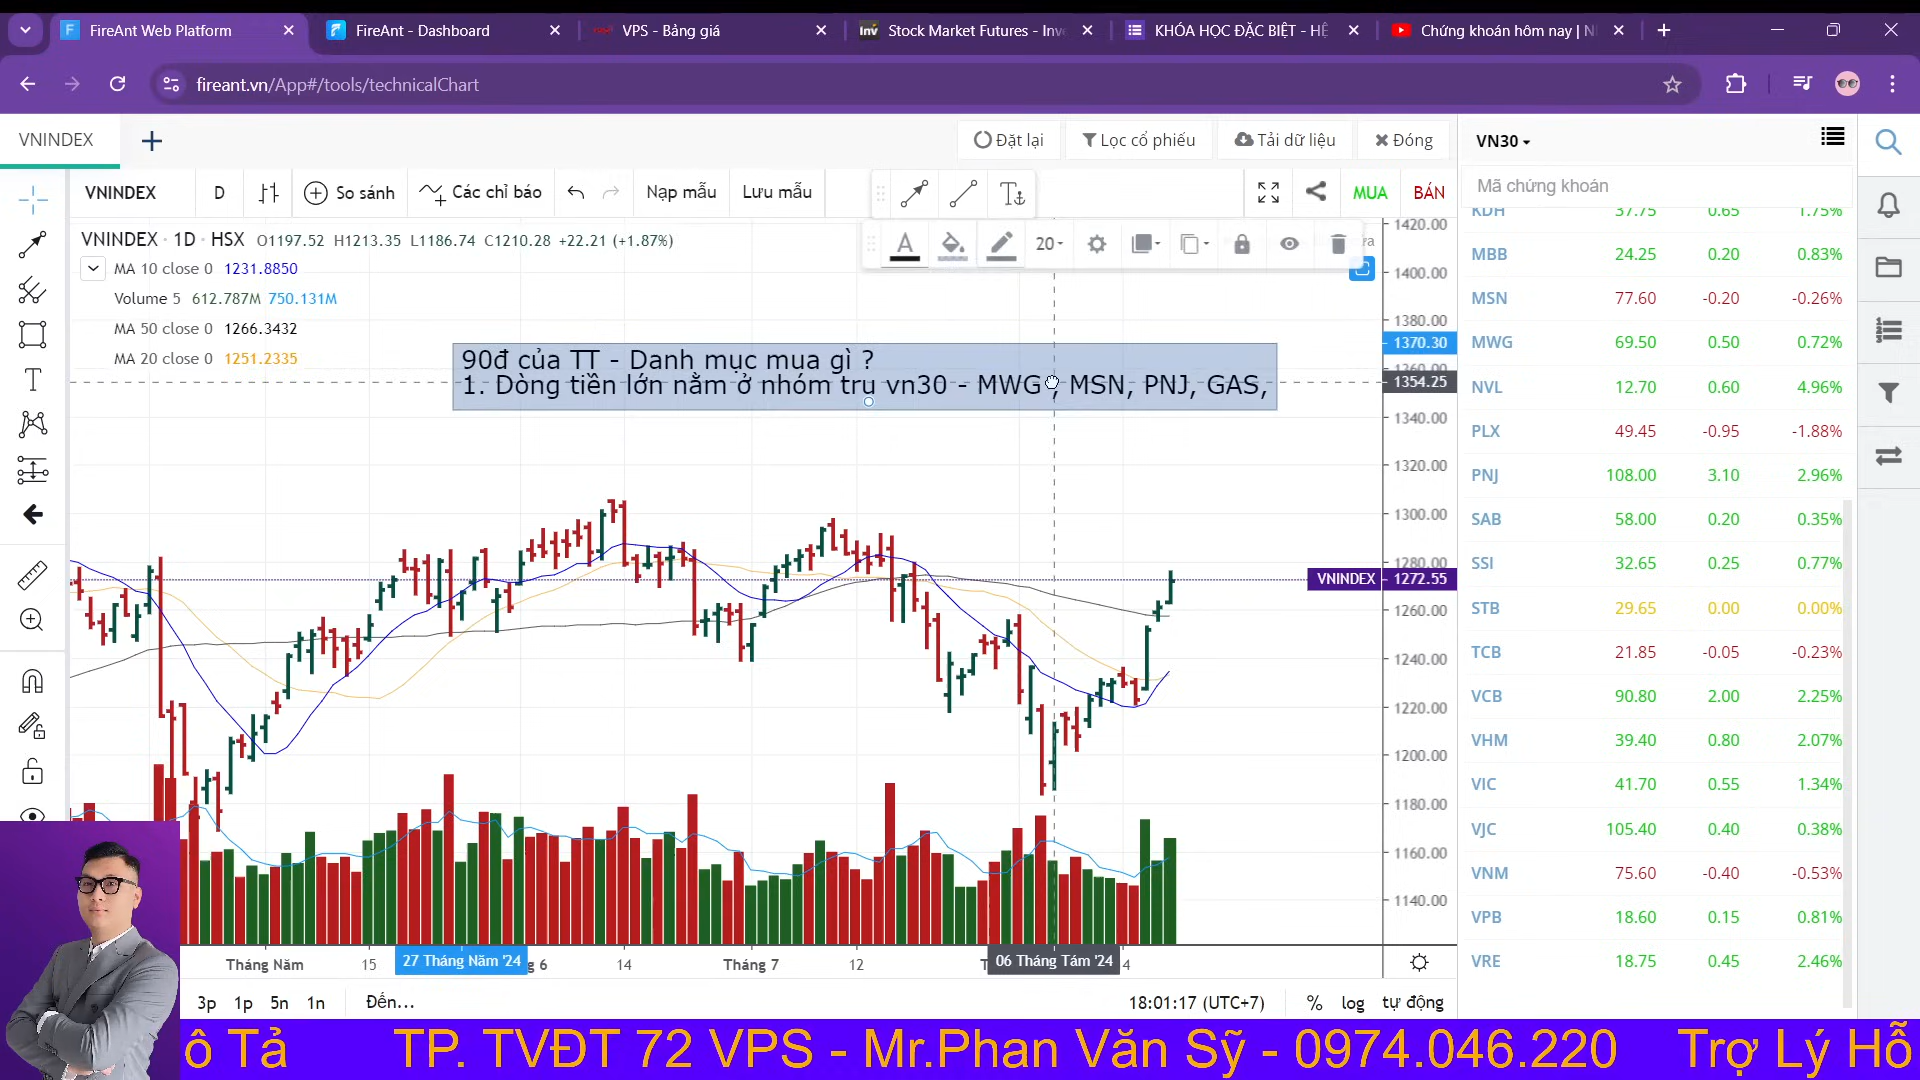 FireAnt Web Platform
FireAnt - Dashboard
VPS - Bảng giá
Stock Market Futures - Inve
KHÓA HỌC ĐẶC BIỆT - HỆ
Chứng khoán hôm nay | N
fireant.vn/App#/tools/technicalChart
VNINDEX
Đặt lại
Lọc cổ phiếu
Tải dữ liệu
Đóng
VN30
VNINDEX
D
So sánh
Các chỉ báo
Nạp mẫu
Lưu mẫu
MUA
BÁN
Mã chứng khoán
VNINDEX · 1D · HSX O1197.52 H1213.35 L1186.74 C1210.28 +22.21 (+1.87%)
20
MA 10 close 0 1231.8850
Volume 5 612.787M 750.131M
MA 50 close 0 1266.3432
MA 20 close 0 1251.2335
90đ của TT - Danh mục mua gì ?
1. Dòng tiền lớn nằm ở nhóm trụ vn30 - MWG , MSN, PNJ, GAS,
1420.00
1400.00
1380.00
1370.30
1354.25
1340.00
1320.00
1300.00
1280.00
VNINDEX 1272.55
1260.00
1240.00
1220.00
1200.00
1180.00
1160.00
1140.00
KDH 37.75 0.65 1.75%
MBB 24.25 0.20 0.83%
MSN 77.60 -0.20 -0.26%
MWG 69.50 0.50 0.72%
NVL 12.70 0.60 4.96%
PLX 49.45 -0.95 -1.88%
PNJ 108.00 3.10 2.96%
SAB 58.00 0.20 0.35%
SSI 32.65 0.25 0.77%
STB 29.65 0.00 0.00%
TCB 21.85 -0.05 -0.23%
VCB 90.80 2.00 2.25%
VHM 39.40 0.80 2.07%
VIC 41.70 0.55 1.34%
VJC 105.40 0.40 0.38%
VNM 75.60 -0.40 -0.53%
VPB 18.60 0.15 0.81%
VRE 18.75 0.45 2.46%
Tháng Năm 15 27 Tháng Năm '24 g 6 14 Tháng 7 12 06 Tháng Tám '24 4
3p 1p 5n 1n Đến...
18:01:17 (UTC+7) % log tự động
ô Tả TP. TVĐT 72 VPS - Mr.Phan Văn Sỹ - 0974.046.220 Trợ Lý Hỗ